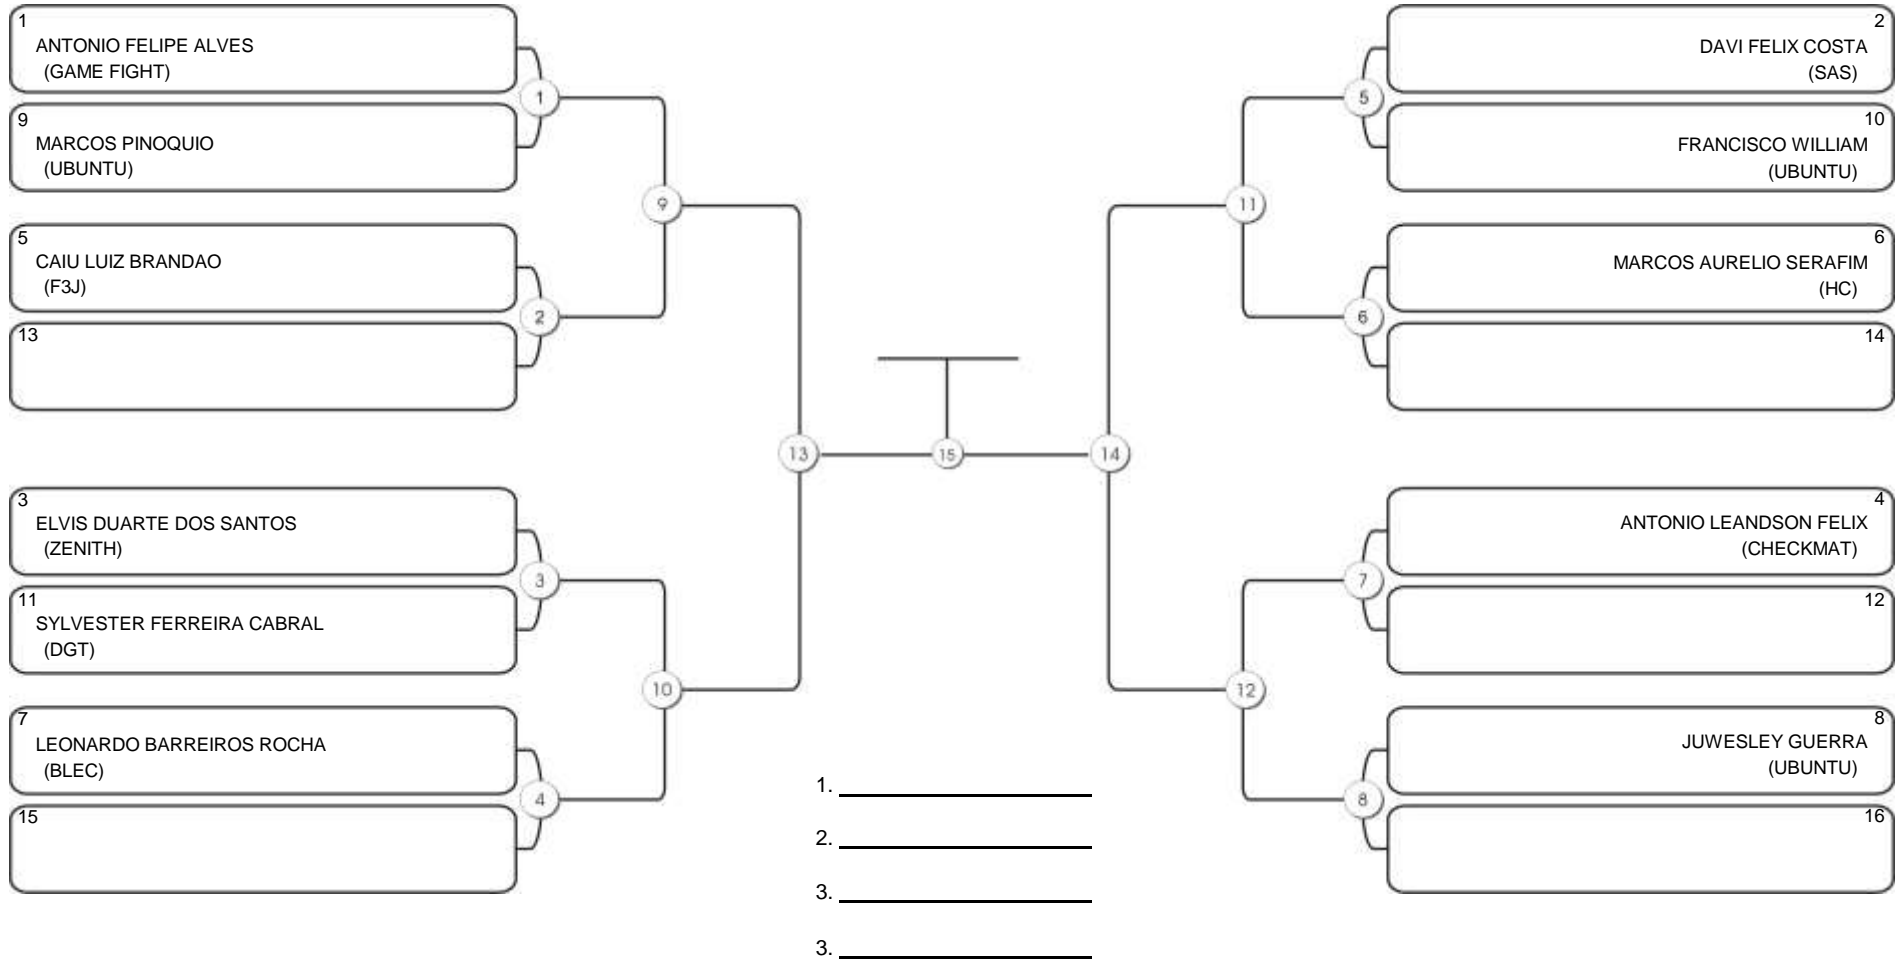 1
ANTONIO FELIPE ALVES
(GAME FIGHT)
9
MARCOS PINOQUIO
(UBUNTU)
5
CAIU LUIZ BRANDAO
(F3J)
13
3
ELVIS DUARTE DOS SANTOS
(ZENITH)
11
SYLVESTER FERREIRA CABRAL
(DGT)
7
LEONARDO BARREIROS ROCHA
(BLEC)
15
1
2
3
4
9
10
13
15
14
11
12
5
6
7
8
2
DAVI FELIX COSTA
(SAS)
10
FRANCISCO WILLIAM
(UBUNTU)
6
MARCOS AURELIO SERAFIM
(HC)
14
4
ANTONIO LEANDSON FELIX
(CHECKMAT)
12
8
JUWESLEY GUERRA
(UBUNTU)
16
1.
2.
3.
3.